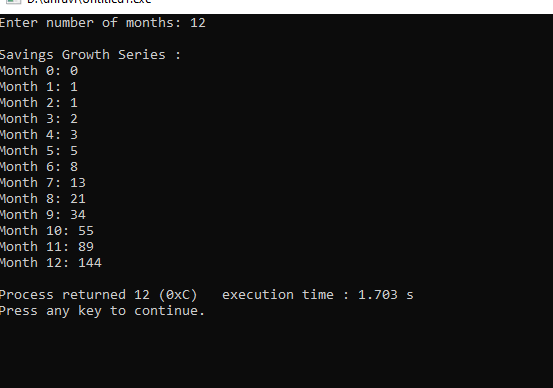 Enter number of months: 12
Savings Growth Series :
Month 0: 0
Month 1: 1
Month 2: 1
Month 3: 2
Month 4: 3
Month 5: 5
Month 6: 8
Month 7: 13
Month 8: 21
Month 9: 34
Month 10: 55
Month 11: 89
Month 12: 144
Process returned 12 (0xC)   execution time : 1.703 s
Press any key to continue.